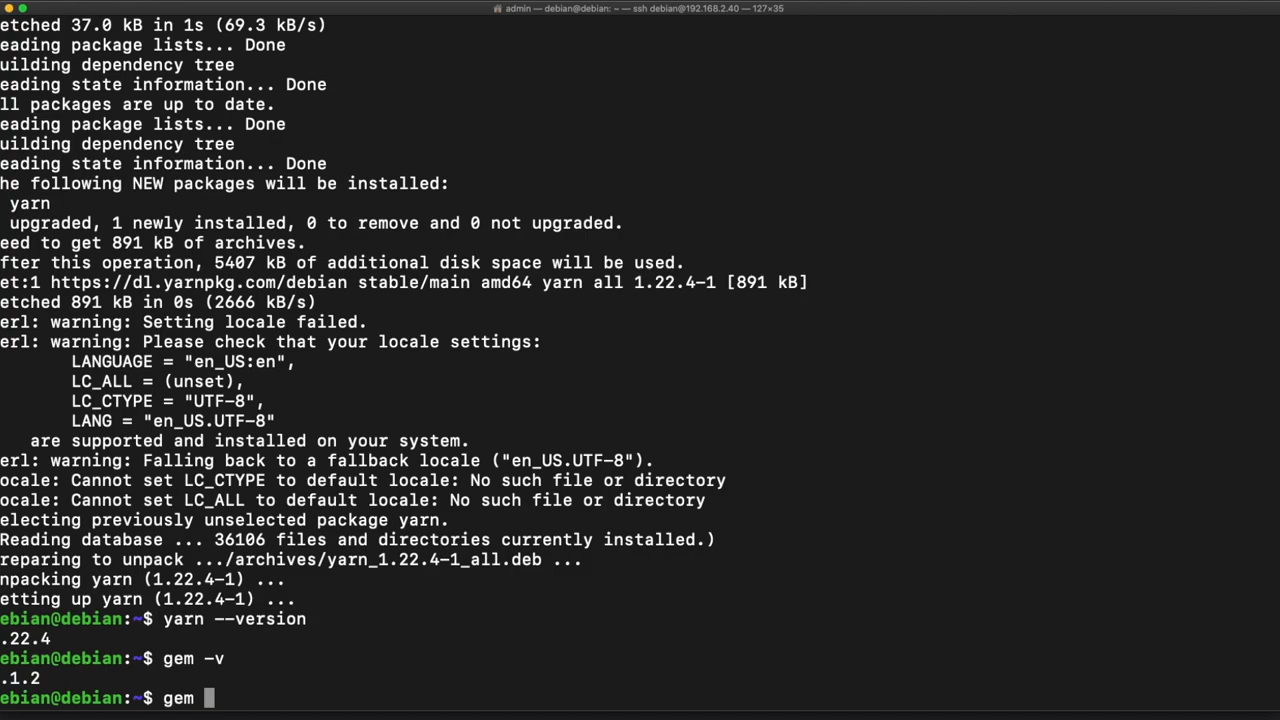 admin — debian@debian: ~ — ssh debian@192.168.2.40 — 127×35
etched 37.0 kB in 1s (69.3 kB/s)
eading package lists... Done
uilding dependency tree
eading state information... Done
ll packages are up to date.
eading package lists... Done
uilding dependency tree
eading state information... Done
he following NEW packages will be installed:
yarn
upgraded, 1 newly installed, 0 to remove and 0 not upgraded.
eed to get 891 kB of archives.
fter this operation, 5407 kB of additional disk space will be used.
et:1 https://dl.yarnpkg.com/debian stable/main amd64 yarn all 1.22.4-1 [891 kB]
etched 891 kB in 0s (2666 kB/s)
erl: warning: Setting locale failed.
erl: warning: Please check that your locale settings:
LANGUAGE = "en_US:en",
LC_ALL = (unset),
LC_CTYPE = "UTF-8",
LANG = "en_US.UTF-8"
are supported and installed on your system.
erl: warning: Falling back to a fallback locale ("en_US.UTF-8").
ocale: Cannot set LC_CTYPE to default locale: No such file or directory
ocale: Cannot set LC_ALL to default locale: No such file or directory
electing previously unselected package yarn.
Reading database ... 36106 files and directories currently installed.)
reparing to unpack .../archives/yarn_1.22.4-1_all.deb ...
npacking yarn (1.22.4-1) ...
etting up yarn (1.22.4-1) ...
ebian@debian:~$ yarn --version
.22.4
ebian@debian:~$ gem -v
.1.2
ebian@debian:~$ gem